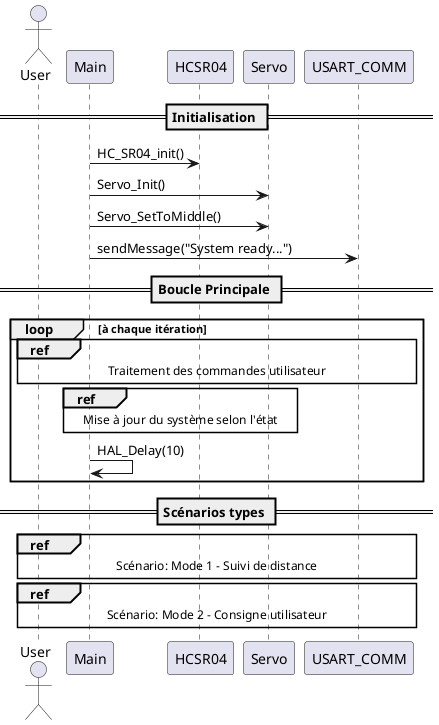 User
Main
HCSR04
Servo
USART_COMM
Initialisation
HC_SR04_init()
Servo_Init()
Servo_SetToMiddle()
sendMessage("System ready...")
Boucle Principale
loop [à chaque itération]
ref
Traitement des commandes utilisateur
ref
Mise à jour du système selon l'état
HAL_Delay(10)
Scénarios types
ref
Scénario: Mode 1 - Suivi de distance
ref
Scénario: Mode 2 - Consigne utilisateur
User
Main
HCSR04
Servo
USART_COMM